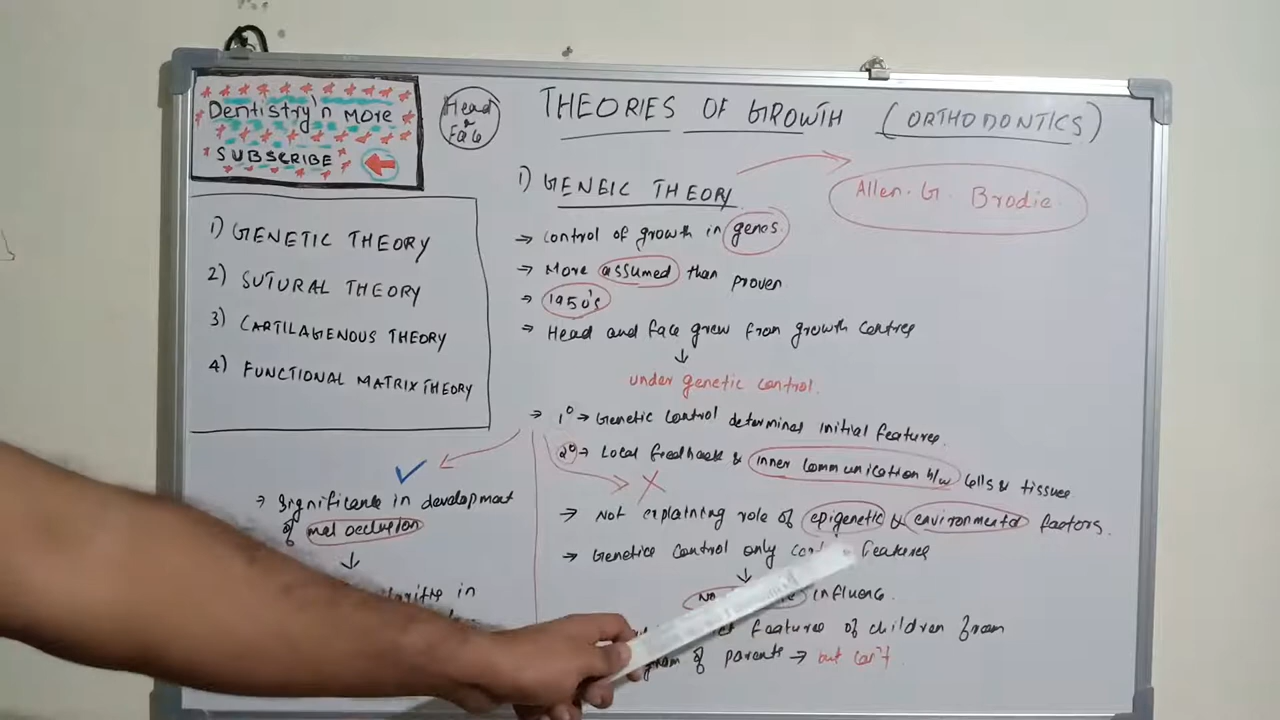 Dentistry'n More
SUBSCRIBE
Head & Face
THEORIES OF GROWTH (ORTHODONTICS)
1) GENETIC THEORY
2) SUTURAL THEORY
3) CARTILAGENOUS THEORY
4) FUNCTIONAL MATRIX THEORY
1) GENEIC THEORY
Allen. G. Brodie
→ Control of growth in genes.
→ More assumed than proven
→ 1950's
→ Head and face grew from growth centres
↓
under genetic control.
→ 1° → Genetic control determines initial features.
2° → Local feedback & inner communication b/w cells & tissues
✓
X
→ Significance in development
of mal occlusion
↓
in
→ Not explaining role of epigenetic & environmental factors.
→ Genetics control only features
↓
No influence.
features of children from
of parents → but can't.